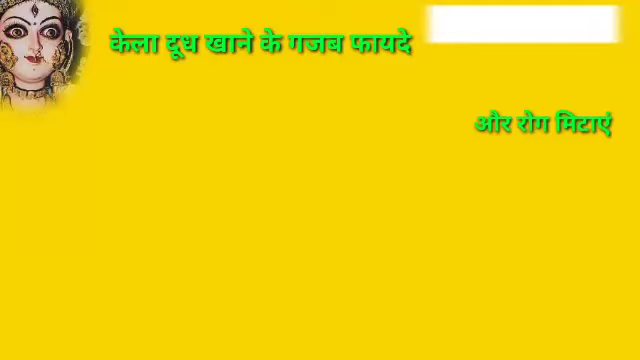 केला दूध खाने के गजब फायदे
और रोग मिटाएं